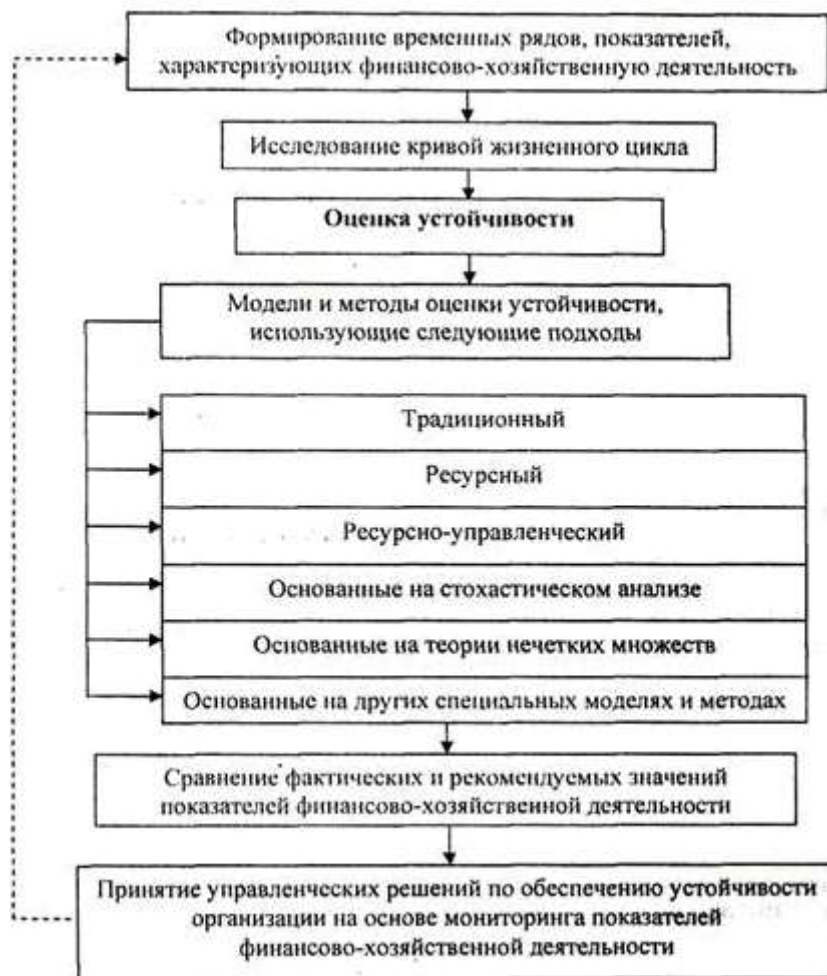 Формирование временных рядов, показателей,
характеризующих финансово-хозяйственную деятельность
Исследование кривой жизненного цикла
Оценка устойчивости
Модели и методы оценки устойчивости,
использующие следующие подходы
Традиционный
Ресурсный
Ресурсно-управленческий
Основанные на стохастическом анализе
Основанные на теории нечетких множеств
Основанные на других специальных моделях и методах
Сравнение фактических и рекомендуемых значений
показателей финансово-хозяйственной деятельности
Принятие управленческих решений по обеспечению устойчивости
организации на основе мониторинга показателей
финансово-хозяйственной деятельности